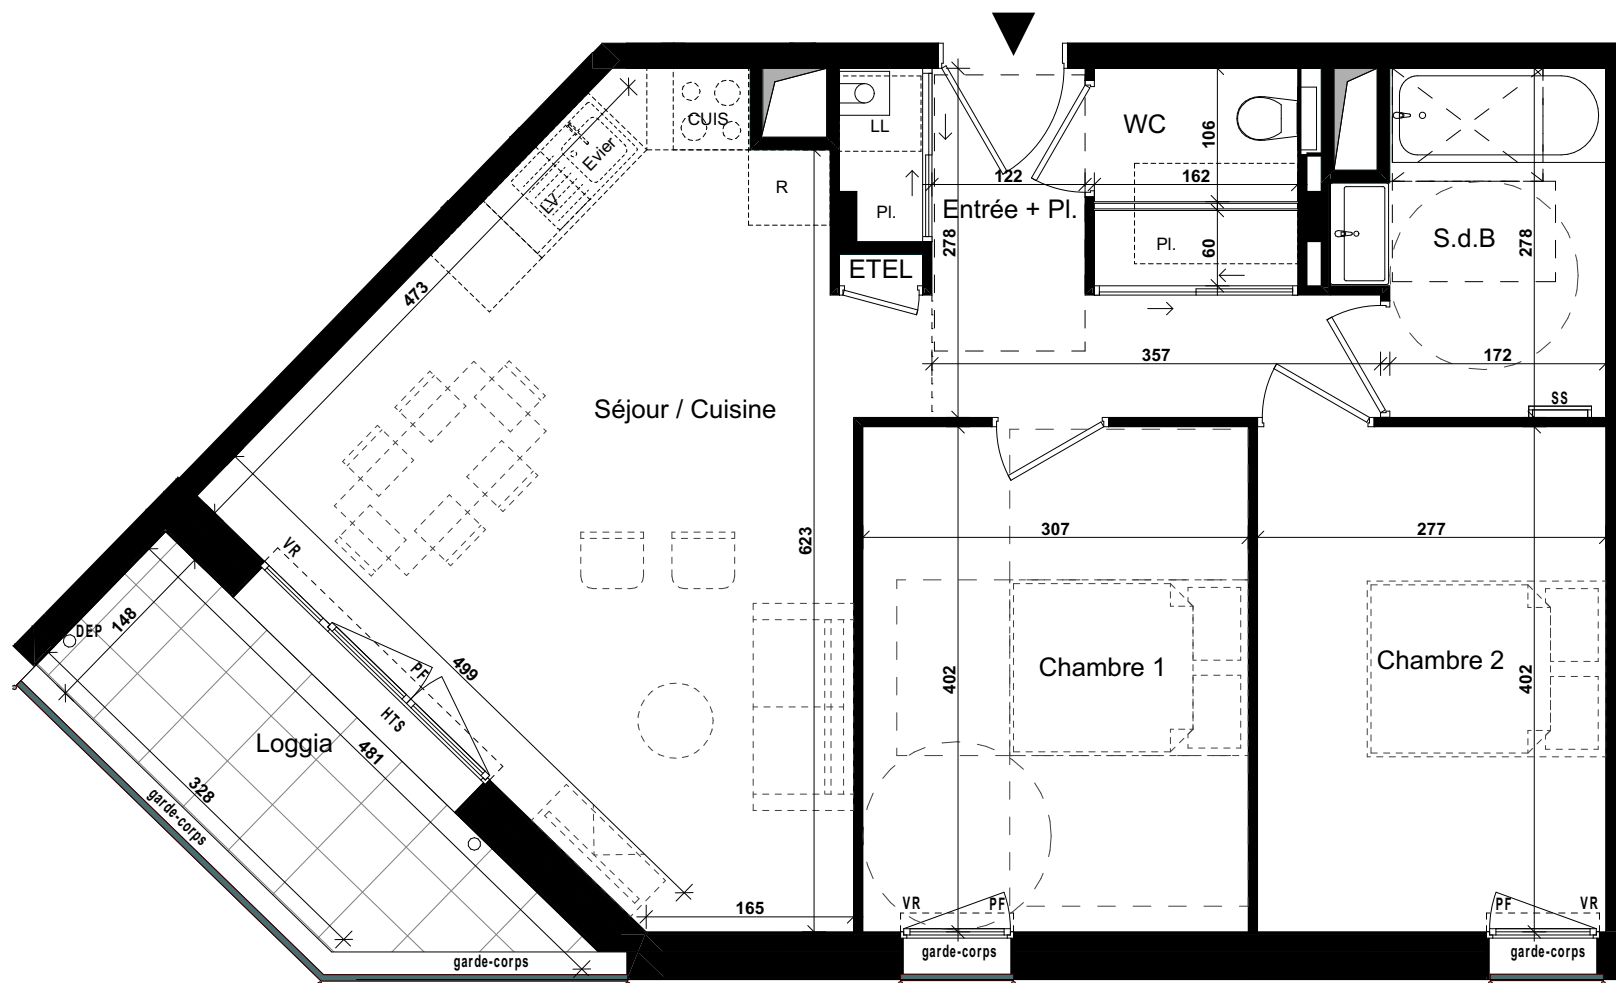 CUIS
Evier
LV
R
LL
Pl.
ETEL
122
Entrée + Pl.
278
WC
106
162
60
Pl.
S.d.B
278
473
357
172
SS
Séjour / Cuisine
623
307
277
VR
PF
HTS
499
402
Chambre 1
Chambre 2
402
DEP
148
Loggia
481
328
garde-corps
165
VR
PF
PF
VR
garde-corps
garde-corps
garde-corps